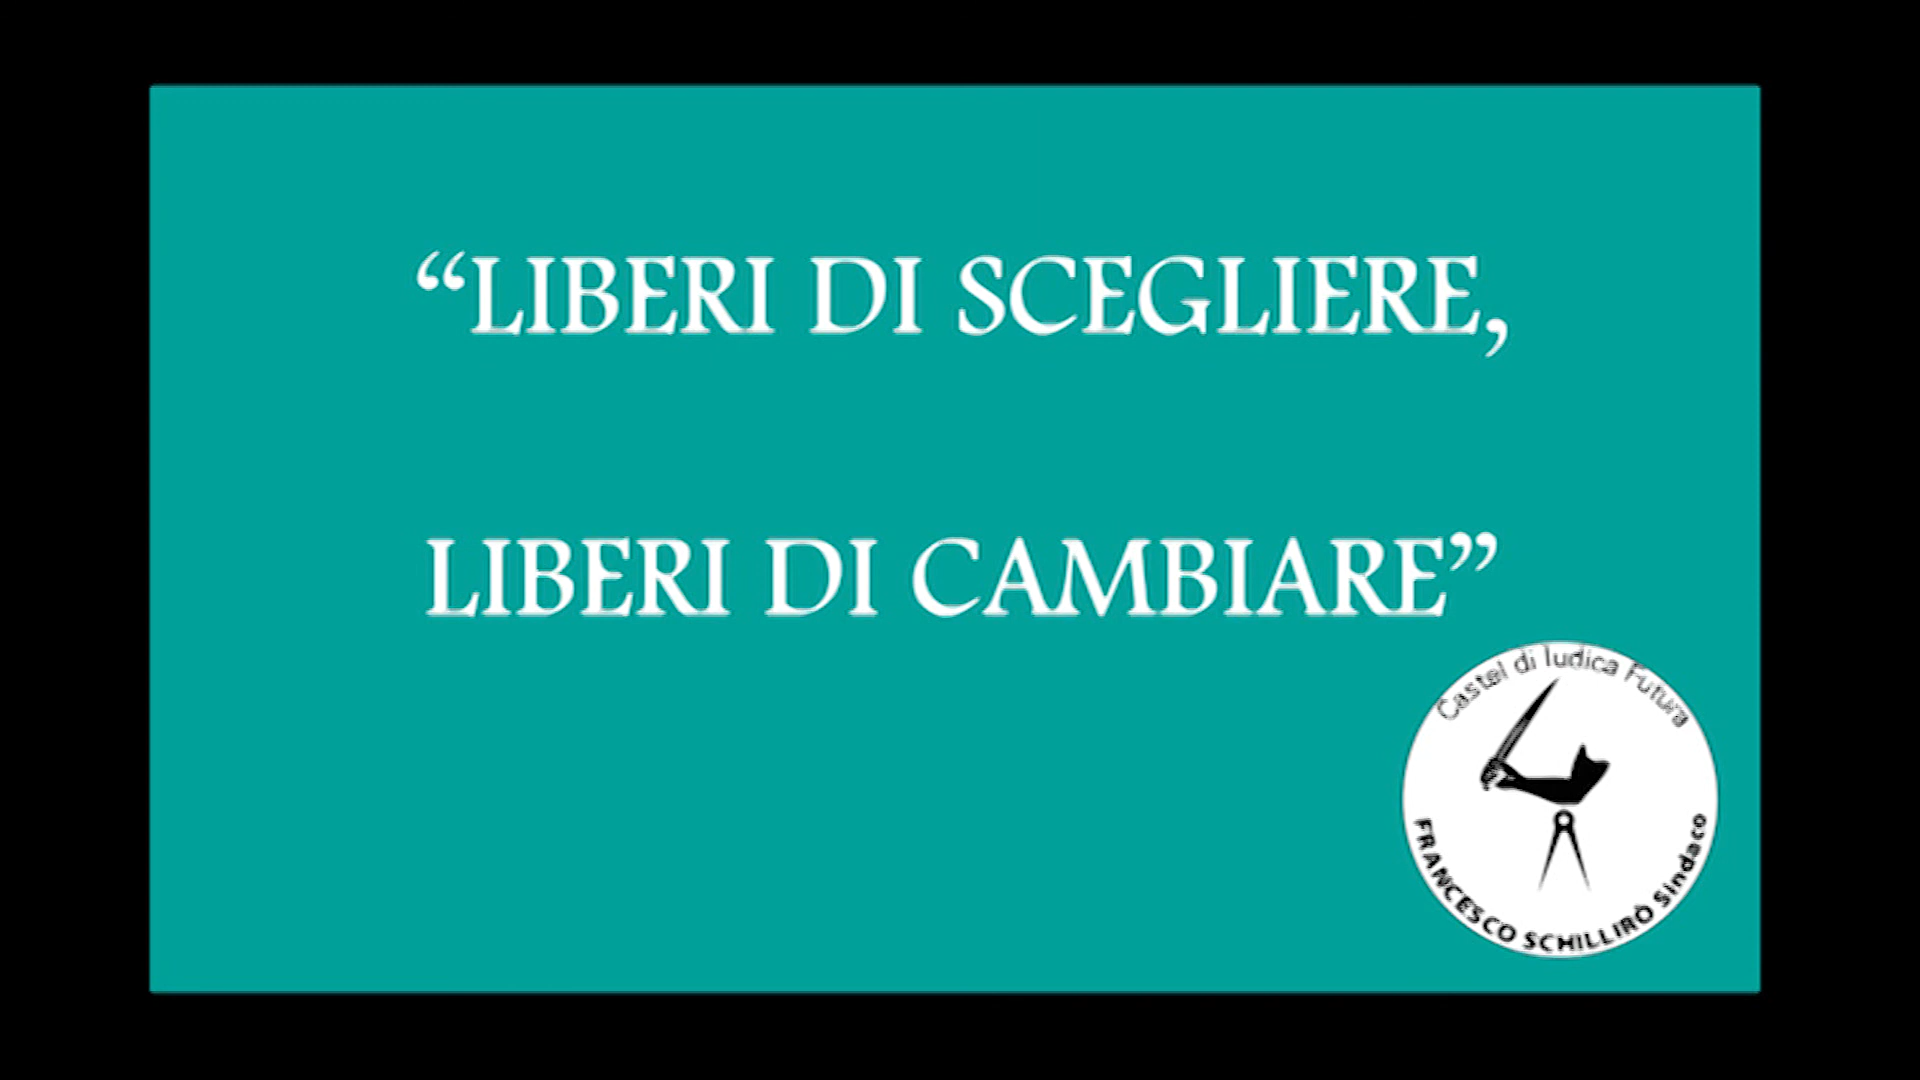 “LIBERI DI SCEGLIERE,
LIBERI DI CAMBIARE”
Castel di Iudica Futura
FRANCESCO SCHILLIRÒ Sindaco